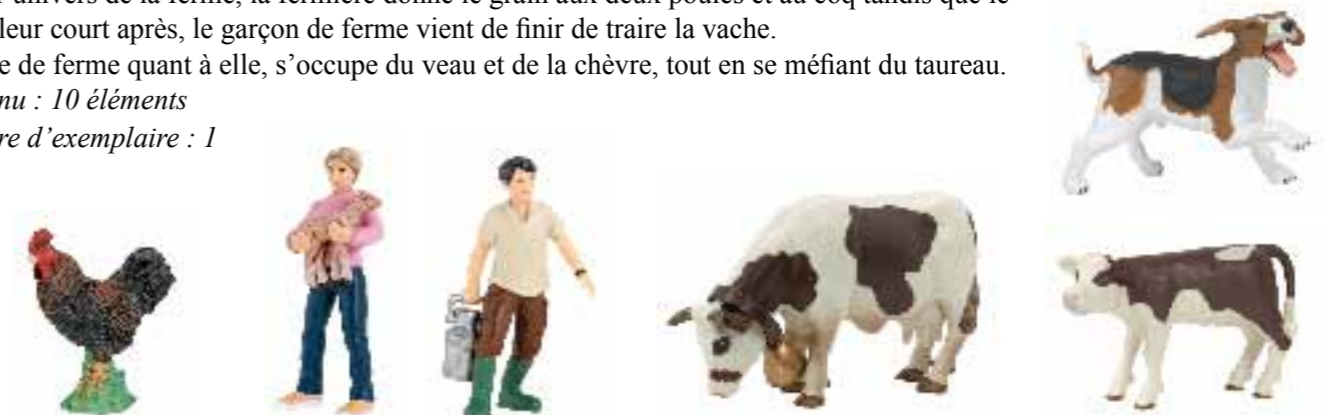 univers de la ferme, la fermière donne le grain aux deux poules et au coq tandis que le
leur court après, le garçon de ferme vient de finir de traire la vache.
e de ferme quant à elle, s’occupe du veau et de la chèvre, tout en se méfiant du taureau.
nu : 10 éléments
re d’exemplaire : 1